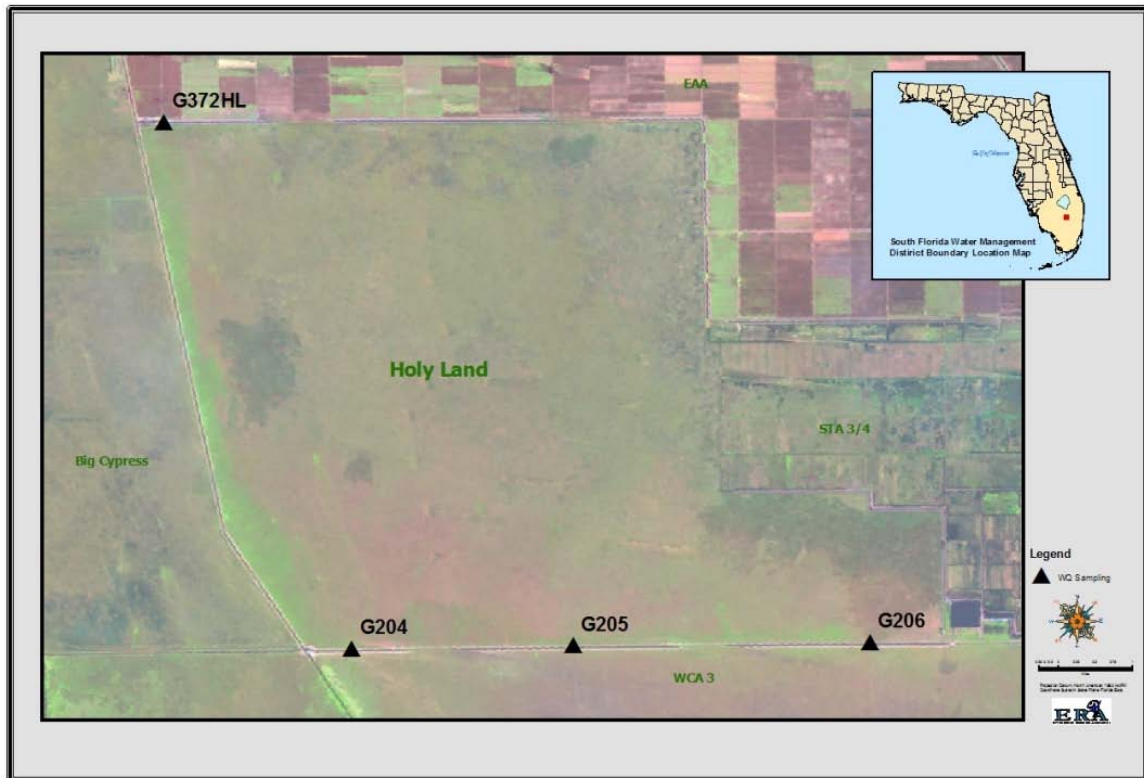 EAA
G372HL
South Florida Water Management
District Boundary Location Map
Holy Land
STA 3/4
Big Cypress
Legend
WQ Sampling
G204
G205
G206
WCA 3
ERA